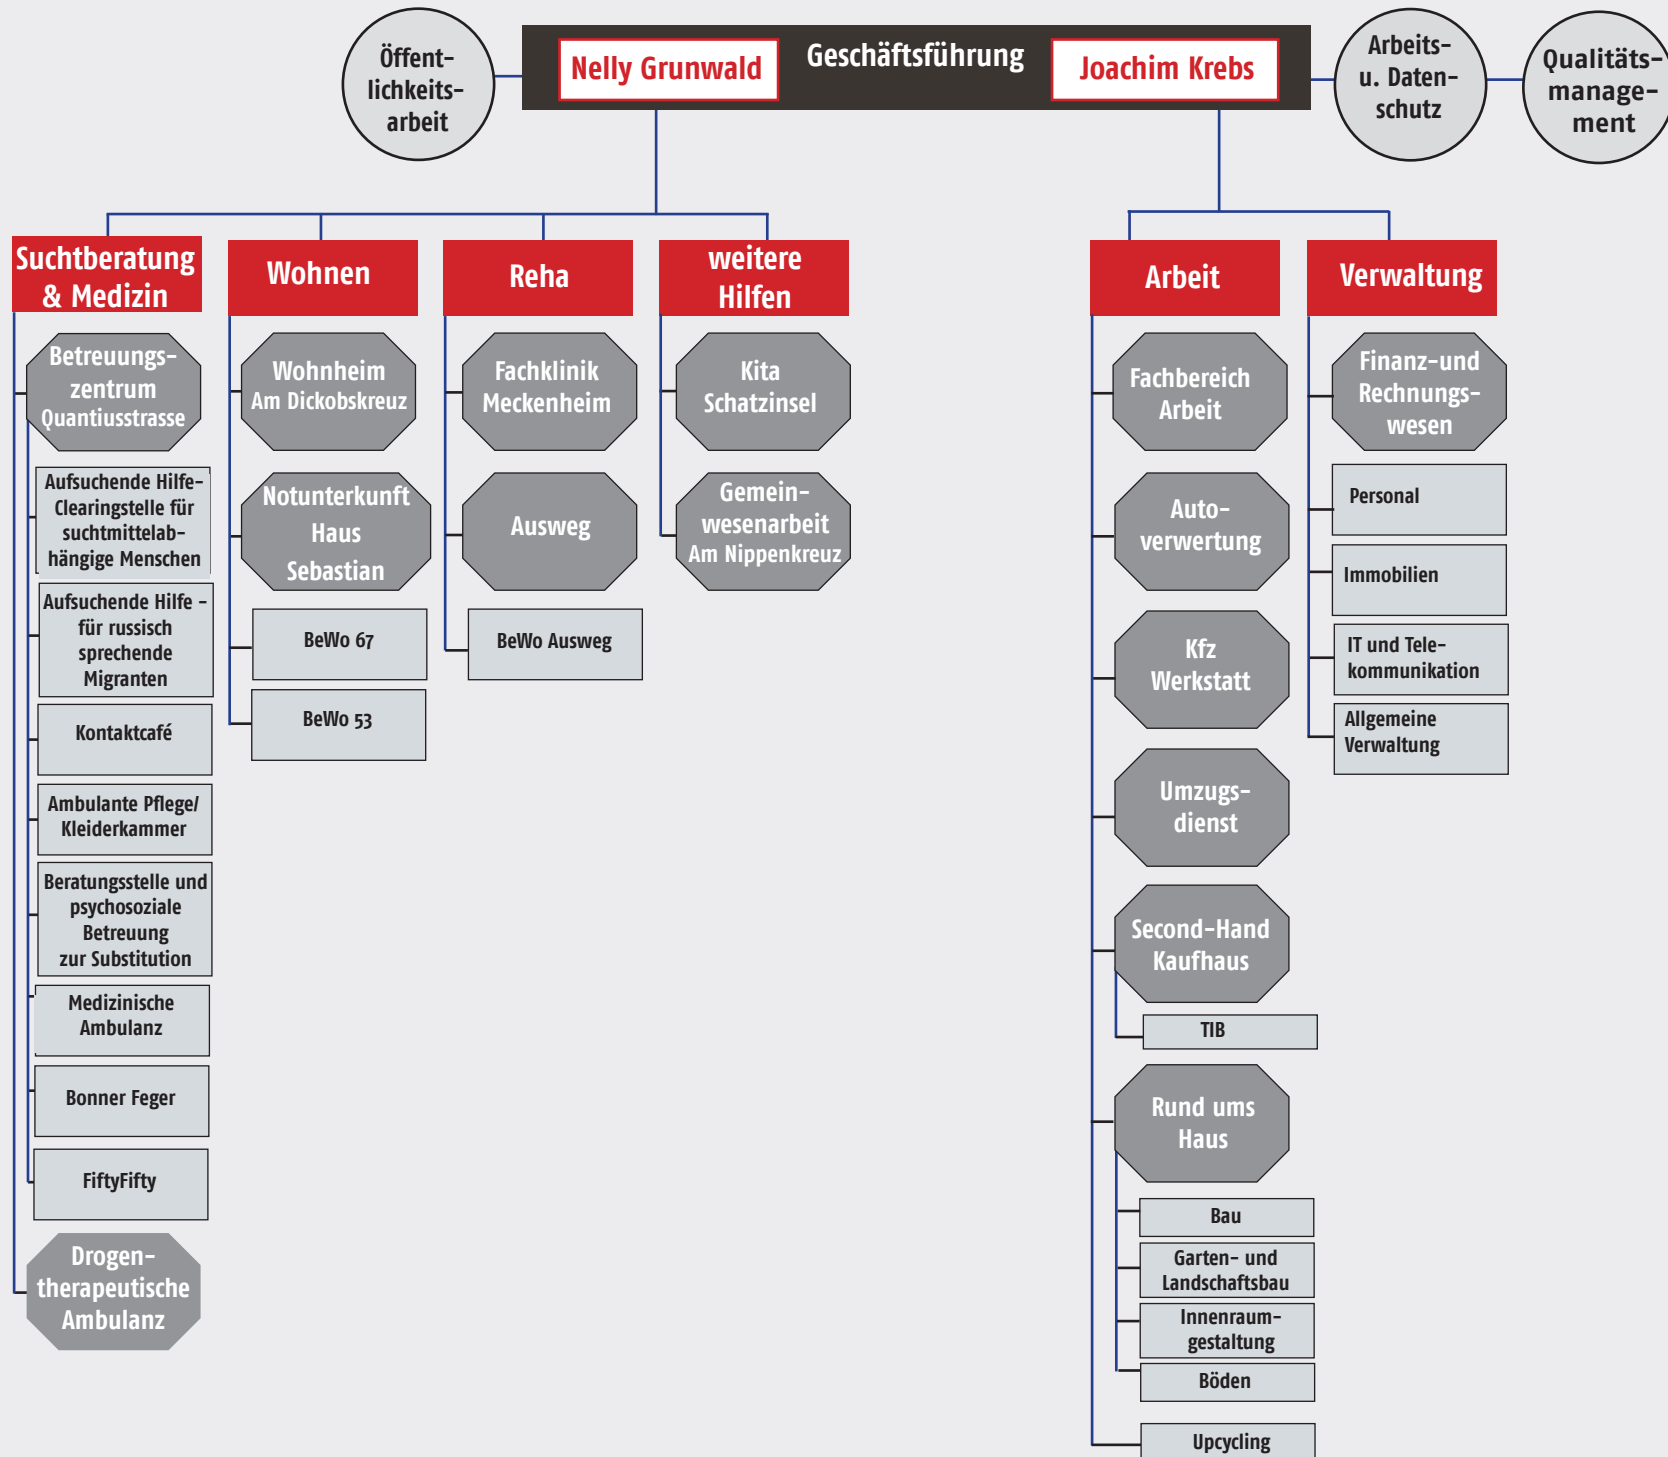 Öffent-
lichkeits-
arbeit
Nelly Grunwald
Geschäftsführung
Joachim Krebs
Arbeits-
u. Daten-
schutz
Qualitäts-
manage-
ment
Suchtberatung
& Medizin
Wohnen
Reha
weitere
Hilfen
Arbeit
Verwaltung
Betreuungs-
zentrum
Quantiusstrasse
Aufsuchende Hilfe-
Clearingstelle für
suchtmittelab-
hängige Menschen
Aufsuchende Hilfe -
für russisch
sprechende
Migranten
Kontaktcafé
Ambulante Pflege/
Kleiderkammer
Beratungsstelle und
psychosoziale
Betreuung
zur Substitution
Medizinische
Ambulanz
Bonner Feger
FiftyFifty
Drogen-
therapeutische
Ambulanz
Wohnheim
Am Dickobskreuz
Notunterkunft
Haus
Sebastian
BeWo 67
BeWo 53
Fachklinik
Meckenheim
Ausweg
BeWo Ausweg
Kita
Schatzinsel
Gemein-
wesenarbeit
Am Nippenkreuz
Fachbereich
Arbeit
Auto-
verwertung
Kfz
Werkstatt
Umzugs-
dienst
Second-Hand
Kaufhaus
TIB
Rund ums
Haus
Bau
Garten- und
Landschaftsbau
Innenraum-
gestaltung
Böden
Upcycling
Finanz-und
Rechnungs-
wesen
Personal
Immobilien
IT und Tele-
kommunikation
Allgemeine
Verwaltung